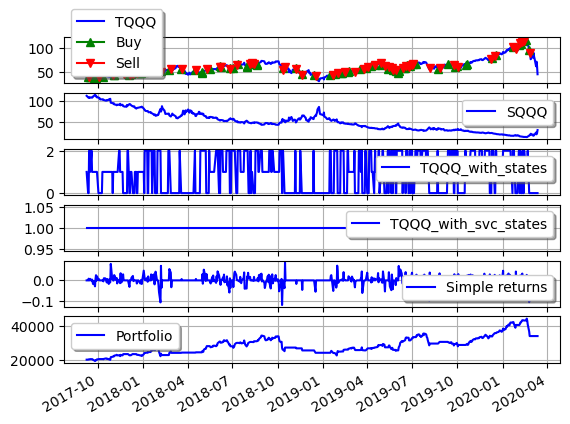 TQQQ
Buy
Sell
100
50
SQQQ
100
50
TQQQ_with_states
2
0
TQQQ_with_svc_states
1.05
1.00
0.95
Simple returns
0.0
−0.1
Portfolio
40000
20000
2017-10 2018-01 2018-04 2018-07 2018-10 2019-01 2019-04 2019-07 2019-10 2020-01 2020-04